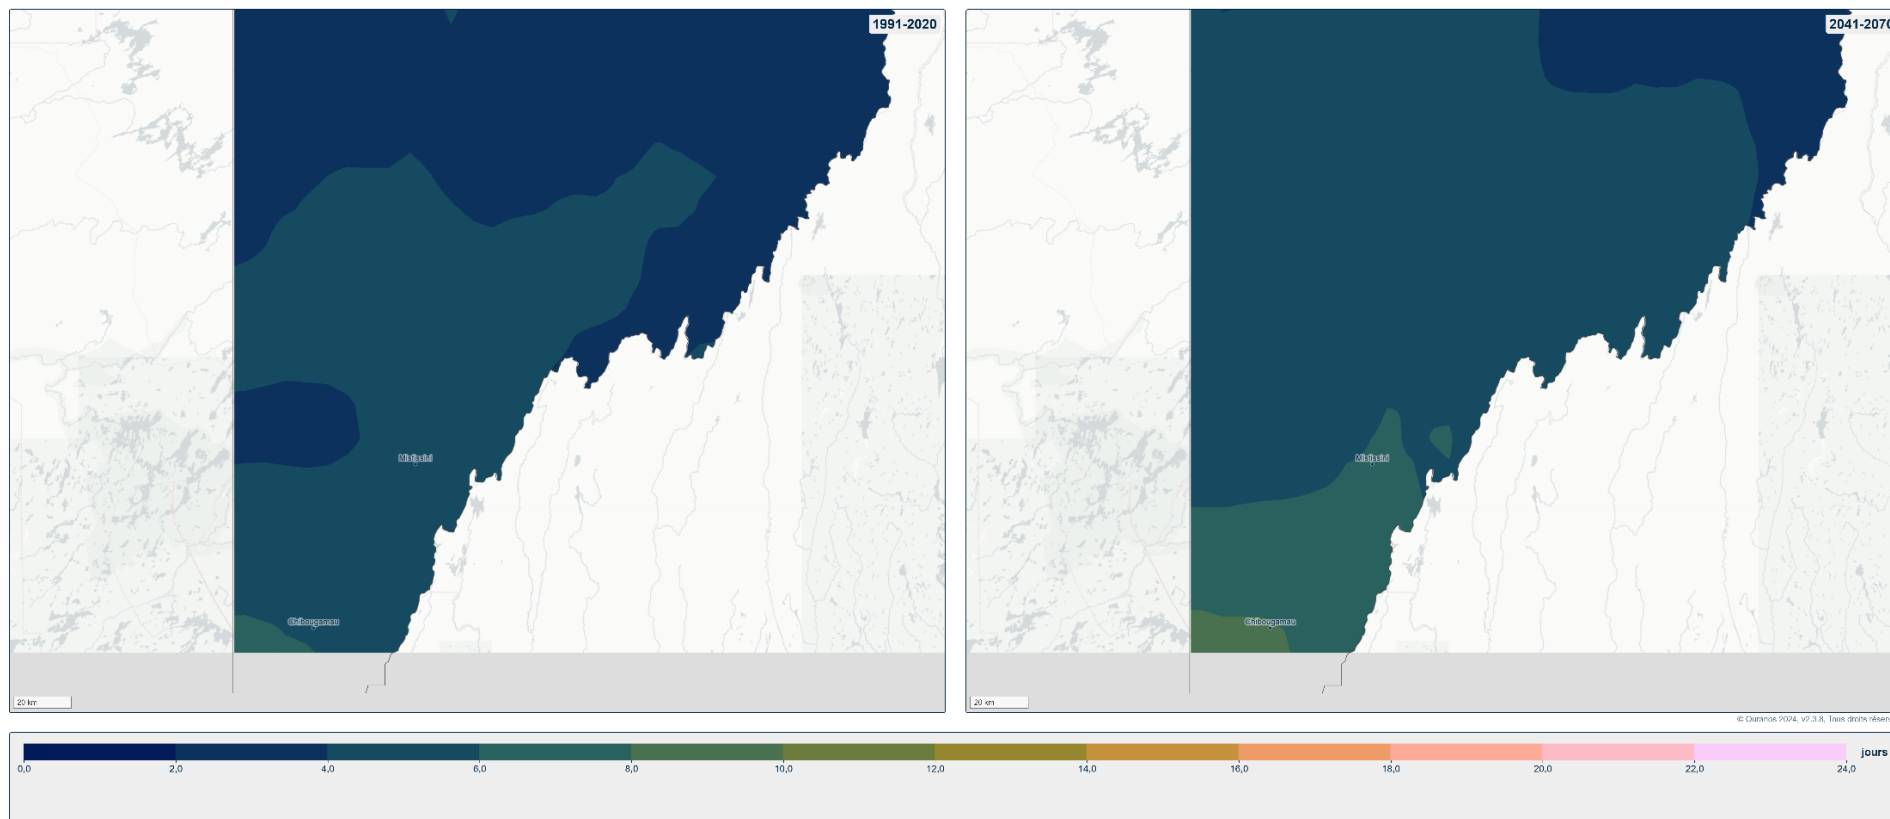 1991-2020
2041-2070
Mistissini
Mistissini
Chibougamau
Chibougamau
20 km
20 km
© Ouranos 2024, v2.3.8, Tous droits réserv
jours
0,0 2,0 4,0 6,0 8,0 10,0 12,0 14,0 16,0 18,0 20,0 22,0 24,0